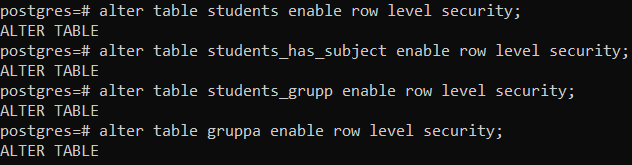 postgres=# alter table students enable row level security;
ALTER TABLE
postgres=# alter table students_has_subject enable row level security;
ALTER TABLE
postgres=# alter table students_grupp enable row level security;
ALTER TABLE
postgres=# alter table gruppa enable row level security;
ALTER TABLE